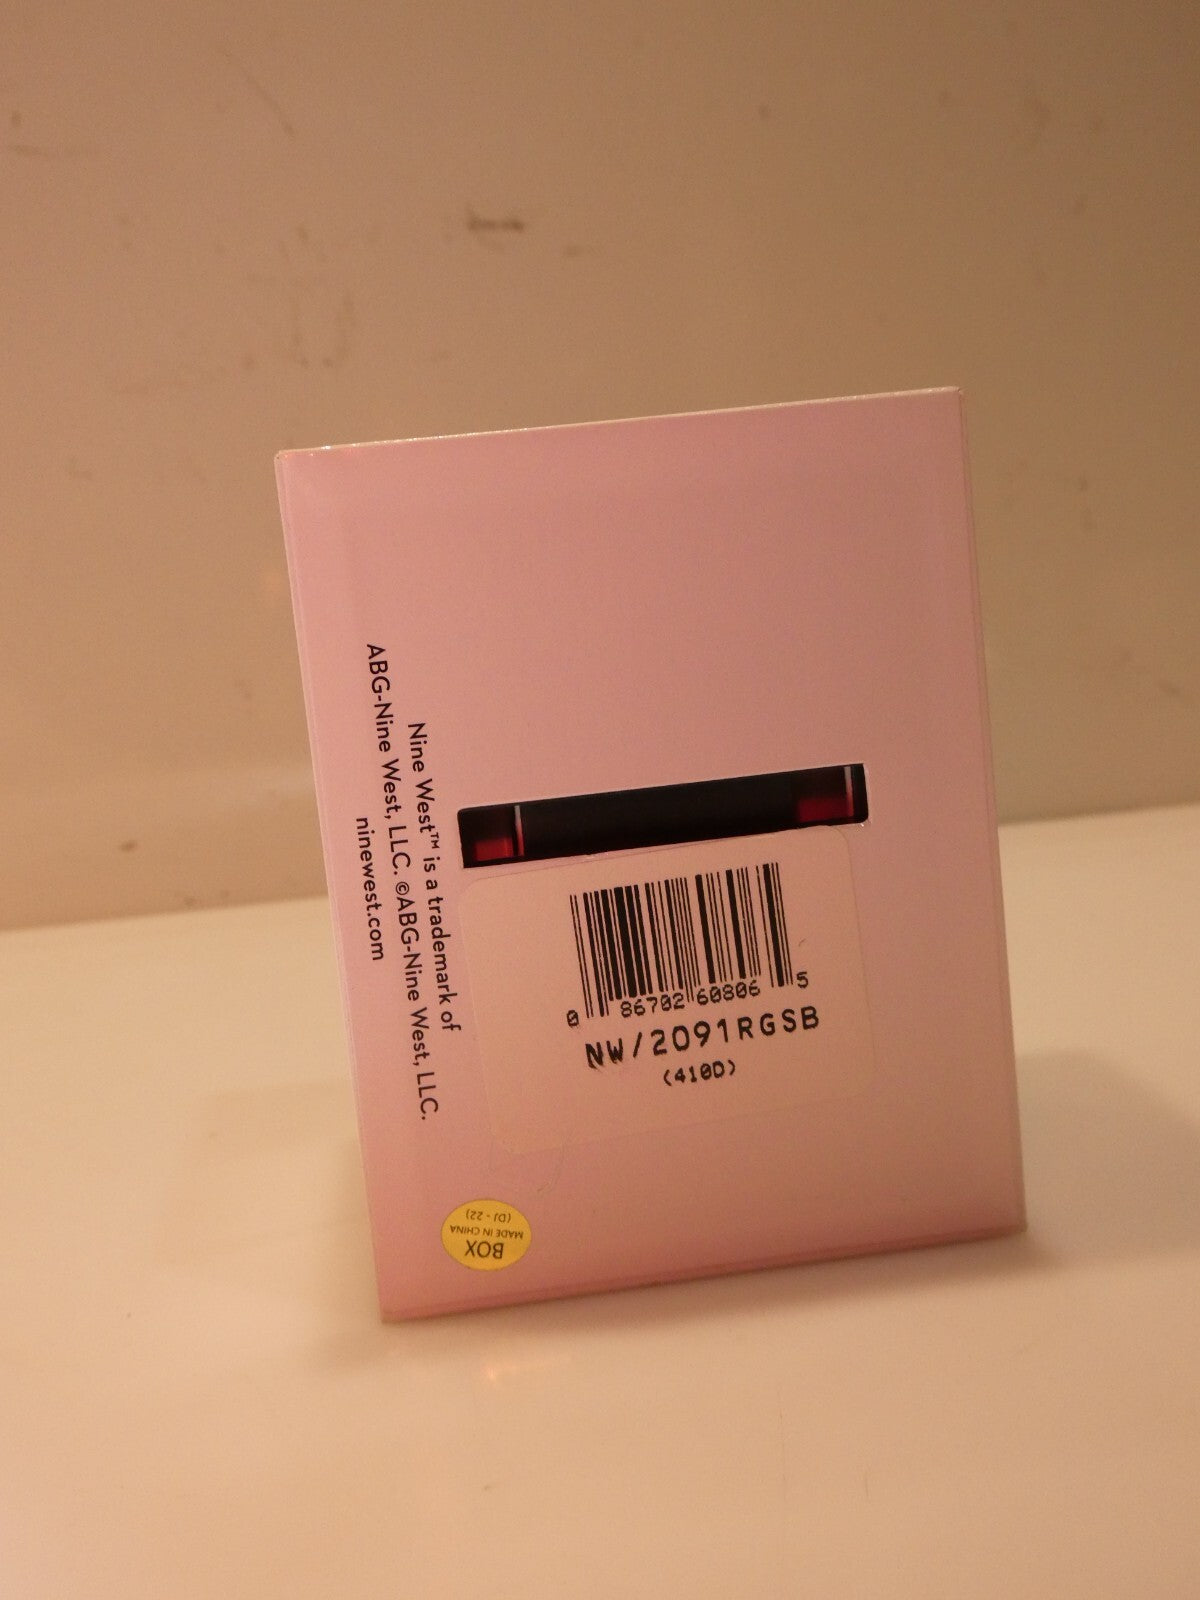 Nine West™ is a trademark of
ABG-Nine West, LLC. ©ABG-Nine West, LLC.
ninewest.com
0 86702 60806 5
NW/2091RGSB
(410D)
BOX
MADE IN CHINA
(DJ - 22)